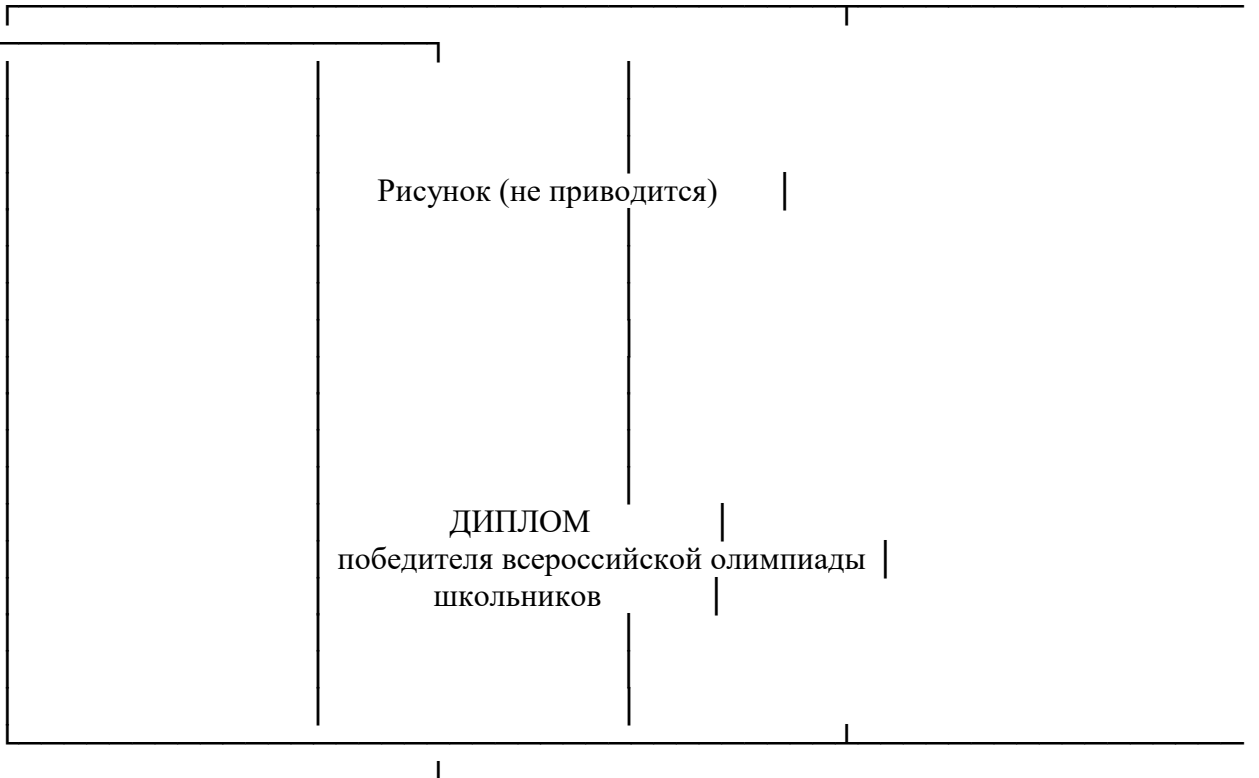 Рисунок (не приводится)
ДИПЛОМ
победителя всероссийской олимпиады
школьников